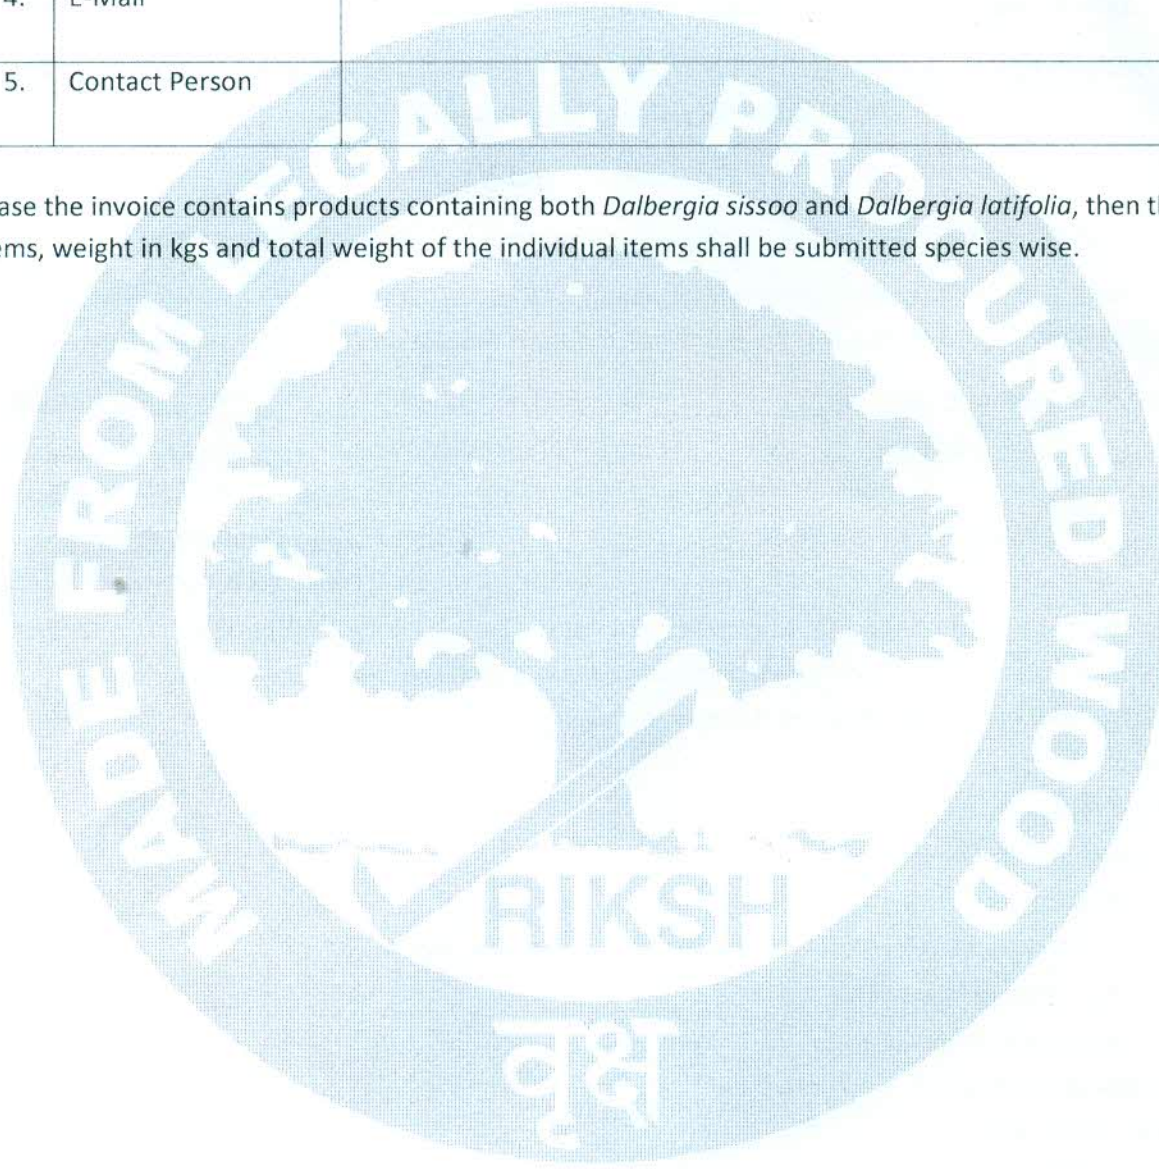 4. E-Mail
5. Contact Person
ase the invoice contains products containing both Dalbergia sissoo and Dalbergia latifolia, then t
ms, weight in kgs and total weight of the individual items shall be submitted species wise.
MADE FROM LEGALLY PROCURED WOOD
RIKSH
वृक्ष